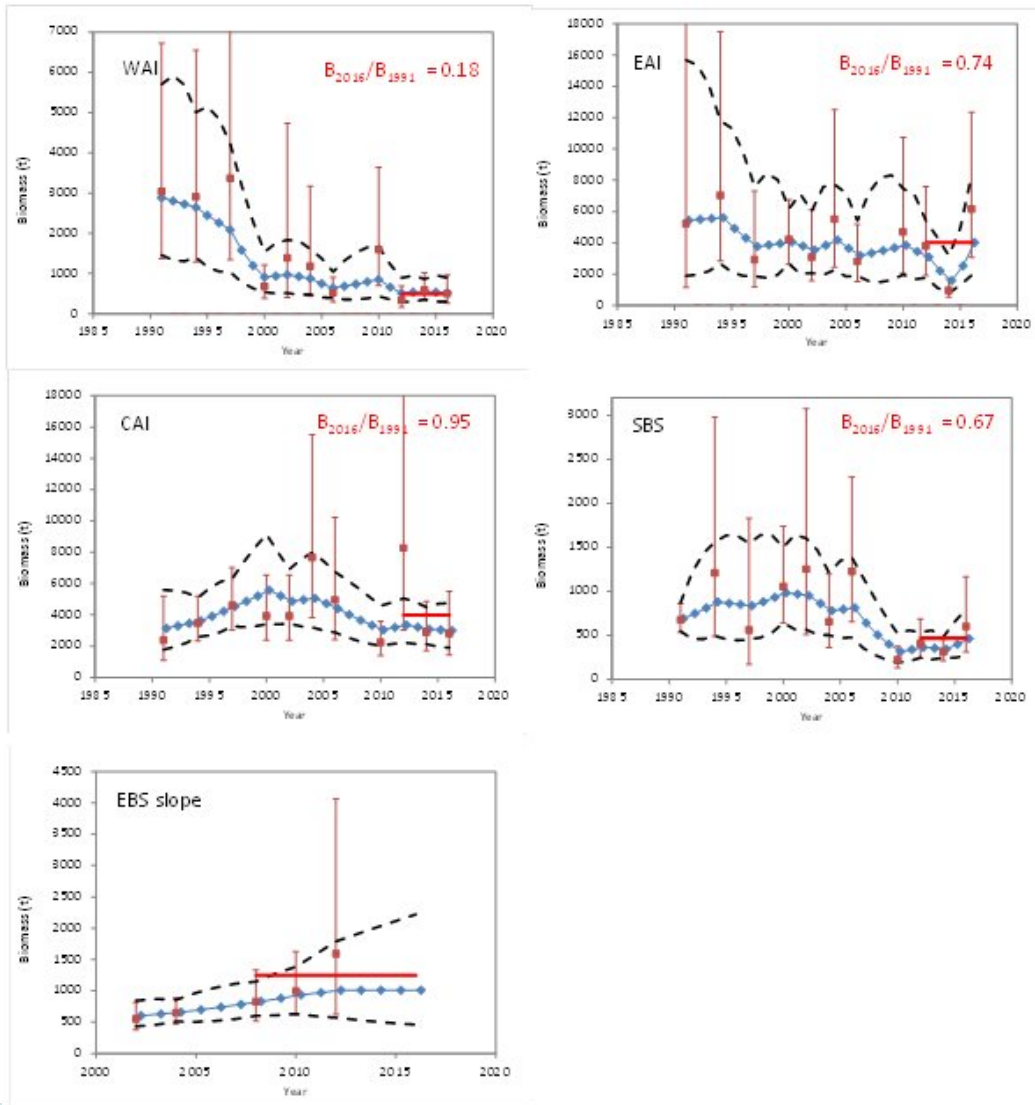 WAI
B2016/B1991 = 0.18
Biomass (t)
7000
6000
5000
4000
3000
2000
1000
0
1985 1990 1995 2000 2005 2010 2015 2020
Year
EAI
B2016/B1991 = 0.74
Biomass (t)
18000
16000
14000
12000
10000
8000
6000
4000
2000
0
1985 1990 1995 2000 2005 2010 2015 2020
Year
CAI
B2016/B1991 = 0.95
Biomass (t)
18000
16000
14000
12000
10000
8000
6000
4000
2000
0
1985 1990 1995 2000 2005 2010 2015 2020
Year
SBS
B2016/B1991 = 0.67
Biomass (t)
3000
2500
2000
1500
1000
500
0
1985 1990 1995 2000 2005 2010 2015 2020
Year
EBS slope
Biomass (t)
4500
4000
3500
3000
2500
2000
1500
1000
500
0
2000 2005 2010 2015 2020
Year